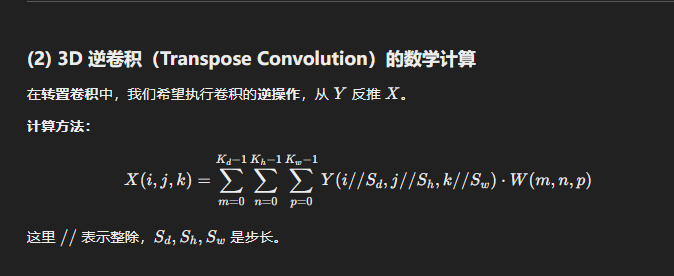 (2) 3D 逆卷积（Transpose Convolution）的数学计算
在转置卷积中，我们希望执行卷积的逆操作，从 Y 反推 X。
计算方法：
X(i, j, k) = \sum_{m=0}^{K_d-1} \sum_{n=0}^{K_h-1} \sum_{p=0}^{K_w-1} Y(i//S_d, j//S_h, k//S_w) · W(m, n, p)
这里 // 表示整除，S_d, S_h, S_w 是步长。